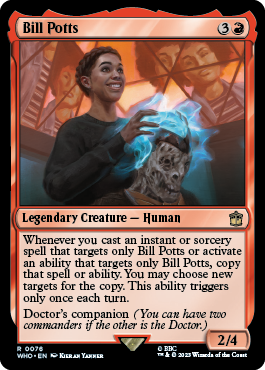 Bill Potts 3
Legendary Creature — Human
Whenever you cast an instant or sorcery
spell that targets only Bill Potts or activate
an ability that targets only Bill Potts, copy
that spell or ability. You may choose new
targets for the copy. This ability triggers
only once each turn.
Doctor's companion (You can have two
commanders if the other is the Doctor.)
2/4
R 0076
WHO • EN KIERAN YANNER
© BBC
™ & © 2023 Wizards of the Coast